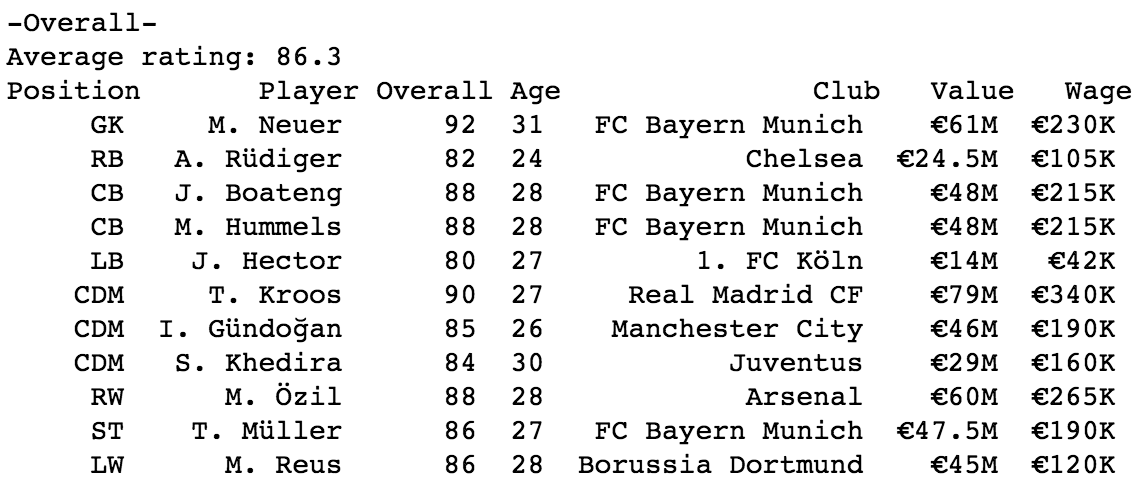 -Overall-
Average rating: 86.3
Position Player Overall Age Club Value Wage
GK M. Neuer 92 31 FC Bayern Munich €61M €230K
RB A. Rüdiger 82 24 Chelsea €24.5M €105K
CB J. Boateng 88 28 FC Bayern Munich €48M €215K
CB M. Hummels 88 28 FC Bayern Munich €48M €215K
LB J. Hector 80 27 1. FC Köln €14M €42K
CDM T. Kroos 90 27 Real Madrid CF €79M €340K
CDM I. Gündoğan 85 26 Manchester City €46M €190K
CDM S. Khedira 84 30 Juventus €29M €160K
RW M. Özil 88 28 Arsenal €60M €265K
ST T. Müller 86 27 FC Bayern Munich €47.5M €190K
LW M. Reus 86 28 Borussia Dortmund €45M €120K